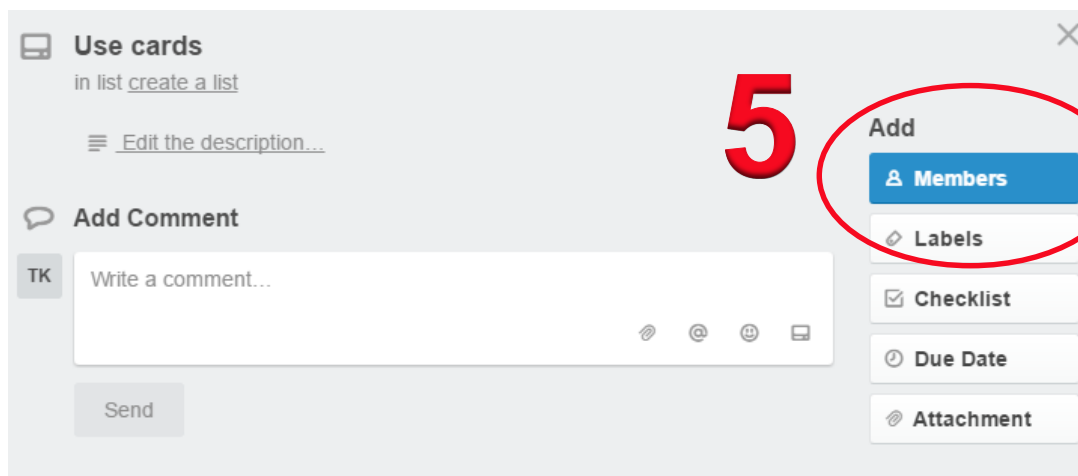 Use cards
in list create a list
Edit the description...
5
Add
Members
Labels
Checklist
Due Date
Attachment
Add Comment
TK
Write a comment...
@
Send